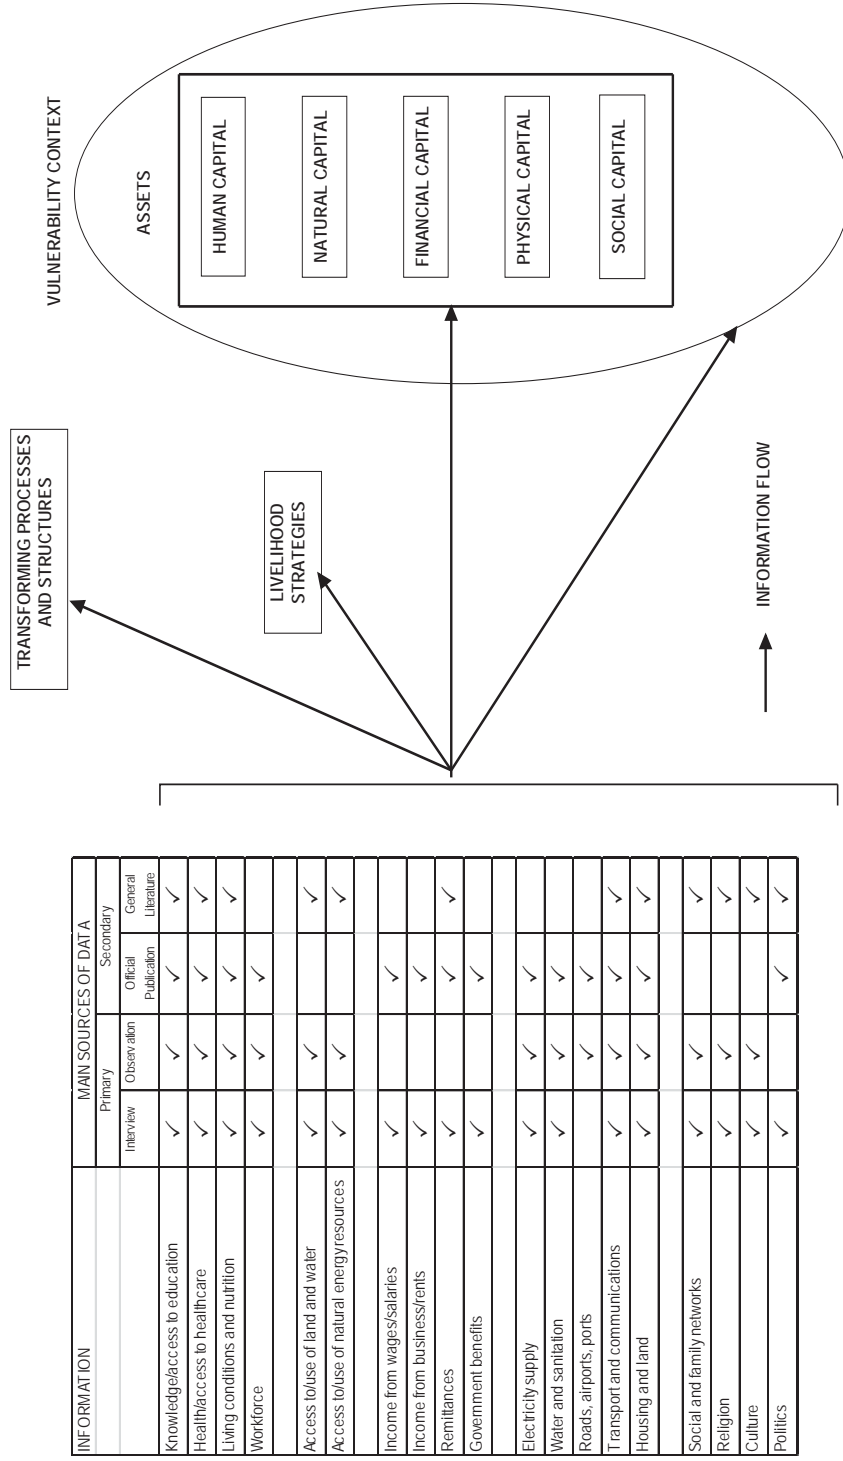 INFORMATION
MAIN SOURCES OF DATA
Primary Secondary
Interview Observation Official Publication General Literature
Knowledge/access to education ✓ ✓ ✓ ✓
Health/access to healthcare ✓ ✓ ✓ ✓
Living conditions and nutrition ✓ ✓ ✓ ✓
Workforce ✓ ✓ ✓
Access to/use of land and water ✓ ✓ ✓
Access to/use of natural energy resources ✓ ✓ ✓
Income from wages/salaries ✓ ✓
Income from business/rents ✓ ✓
Remittances ✓ ✓ ✓
Government benefits ✓ ✓
Electricity supply ✓ ✓ ✓
Water and sanitation ✓ ✓ ✓
Roads, airports, ports ✓ ✓
Transport and communications ✓ ✓ ✓ ✓
Housing and land ✓ ✓ ✓ ✓
Social and family networks ✓ ✓ ✓
Religion ✓ ✓ ✓
Culture ✓ ✓ ✓
Politics ✓ ✓ ✓
TRANSFORMING PROCESSES
AND STRUCTURES
LIVELIHOOD
STRATEGIES
INFORMATION FLOW
VULNERABILITY CONTEXT
ASSETS
HUMAN CAPITAL
NATURAL CAPITAL
FINANCIAL CAPITAL
PHYSICAL CAPITAL
SOCIAL CAPITAL